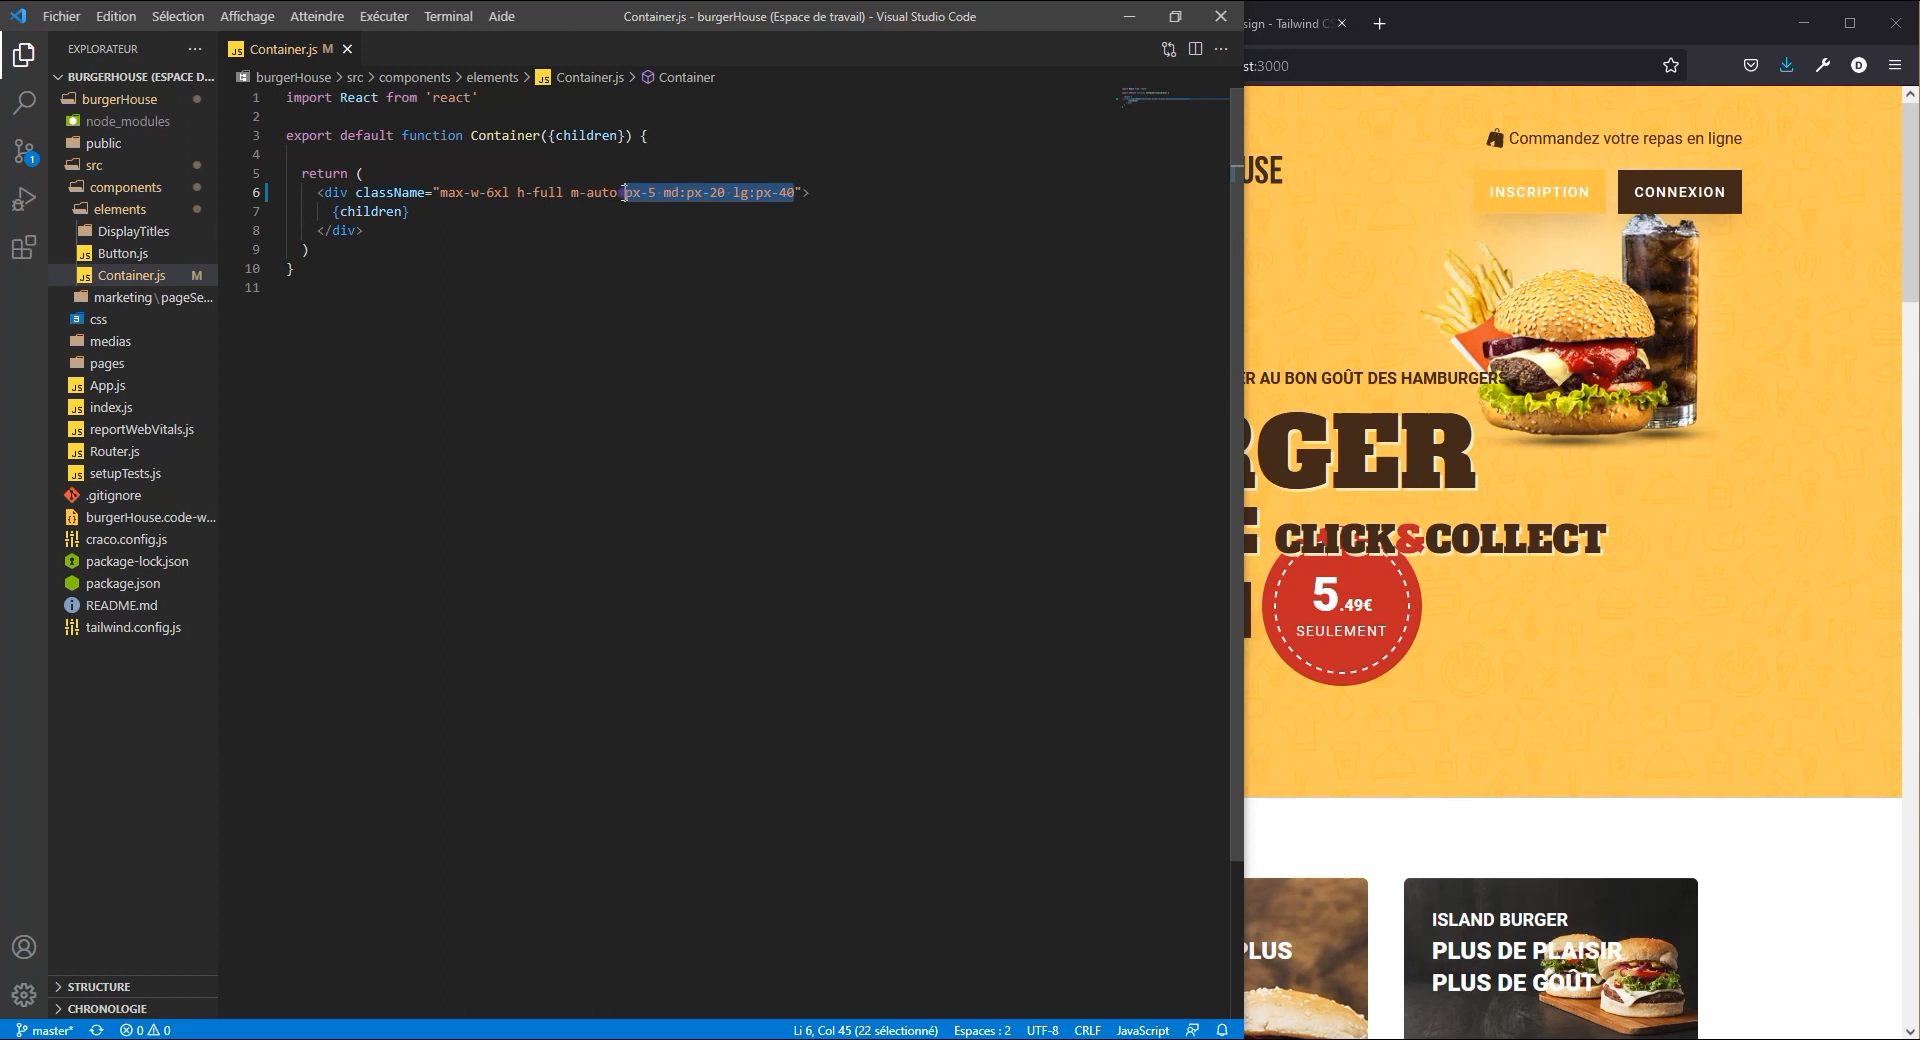 Fichier Edition Sélection Affichage Atteindre Exécuter Terminal Aide
Container.js - burgerHouse (Espace de travail) - Visual Studio Code
EXPLORATEUR
BURGERHOUSE (ESPACE D...
burgerHouse
node_modules
public
src
components
elements
DisplayTitles
Button.js
Container.js M
marketing\pageSe...
css
medias
pages
App.js
index.js
reportWebVitals.js
Router.js
setupTests.js
.gitignore
burgerHouse.code-w...
craco.config.js
package-lock.json
package.json
README.md
tailwind.config.js
STRUCTURE
CHRONOLOGIE
1
JS Container.js M
burgerHouse > src > components > elements > JS Container.js > Container
1 import React from 'react'
2
3 export default function Container({children}) {
4
5 return (
6 <div className="max-w-6xl h-full m-auto px-5 md:px-20 lg:px-40">
7 {children}
8 </div>
9 )
10 }
11
master* 0 0
Li 6, Col 45 (22 sélectionné) Espaces : 2 UTF-8 CRLF JavaScript
sign - Tailwind CS
st:3000
D
Commandez votre repas en ligne
USE
INSCRIPTION CONNEXION
ER AU BON GOÛT DES HAMBURGERS
RGER
CLICK&COLLECT
5.49€
SEULEMENT
PLUS
ISLAND BURGER
PLUS DE PLAISIR
PLUS DE GOÛT